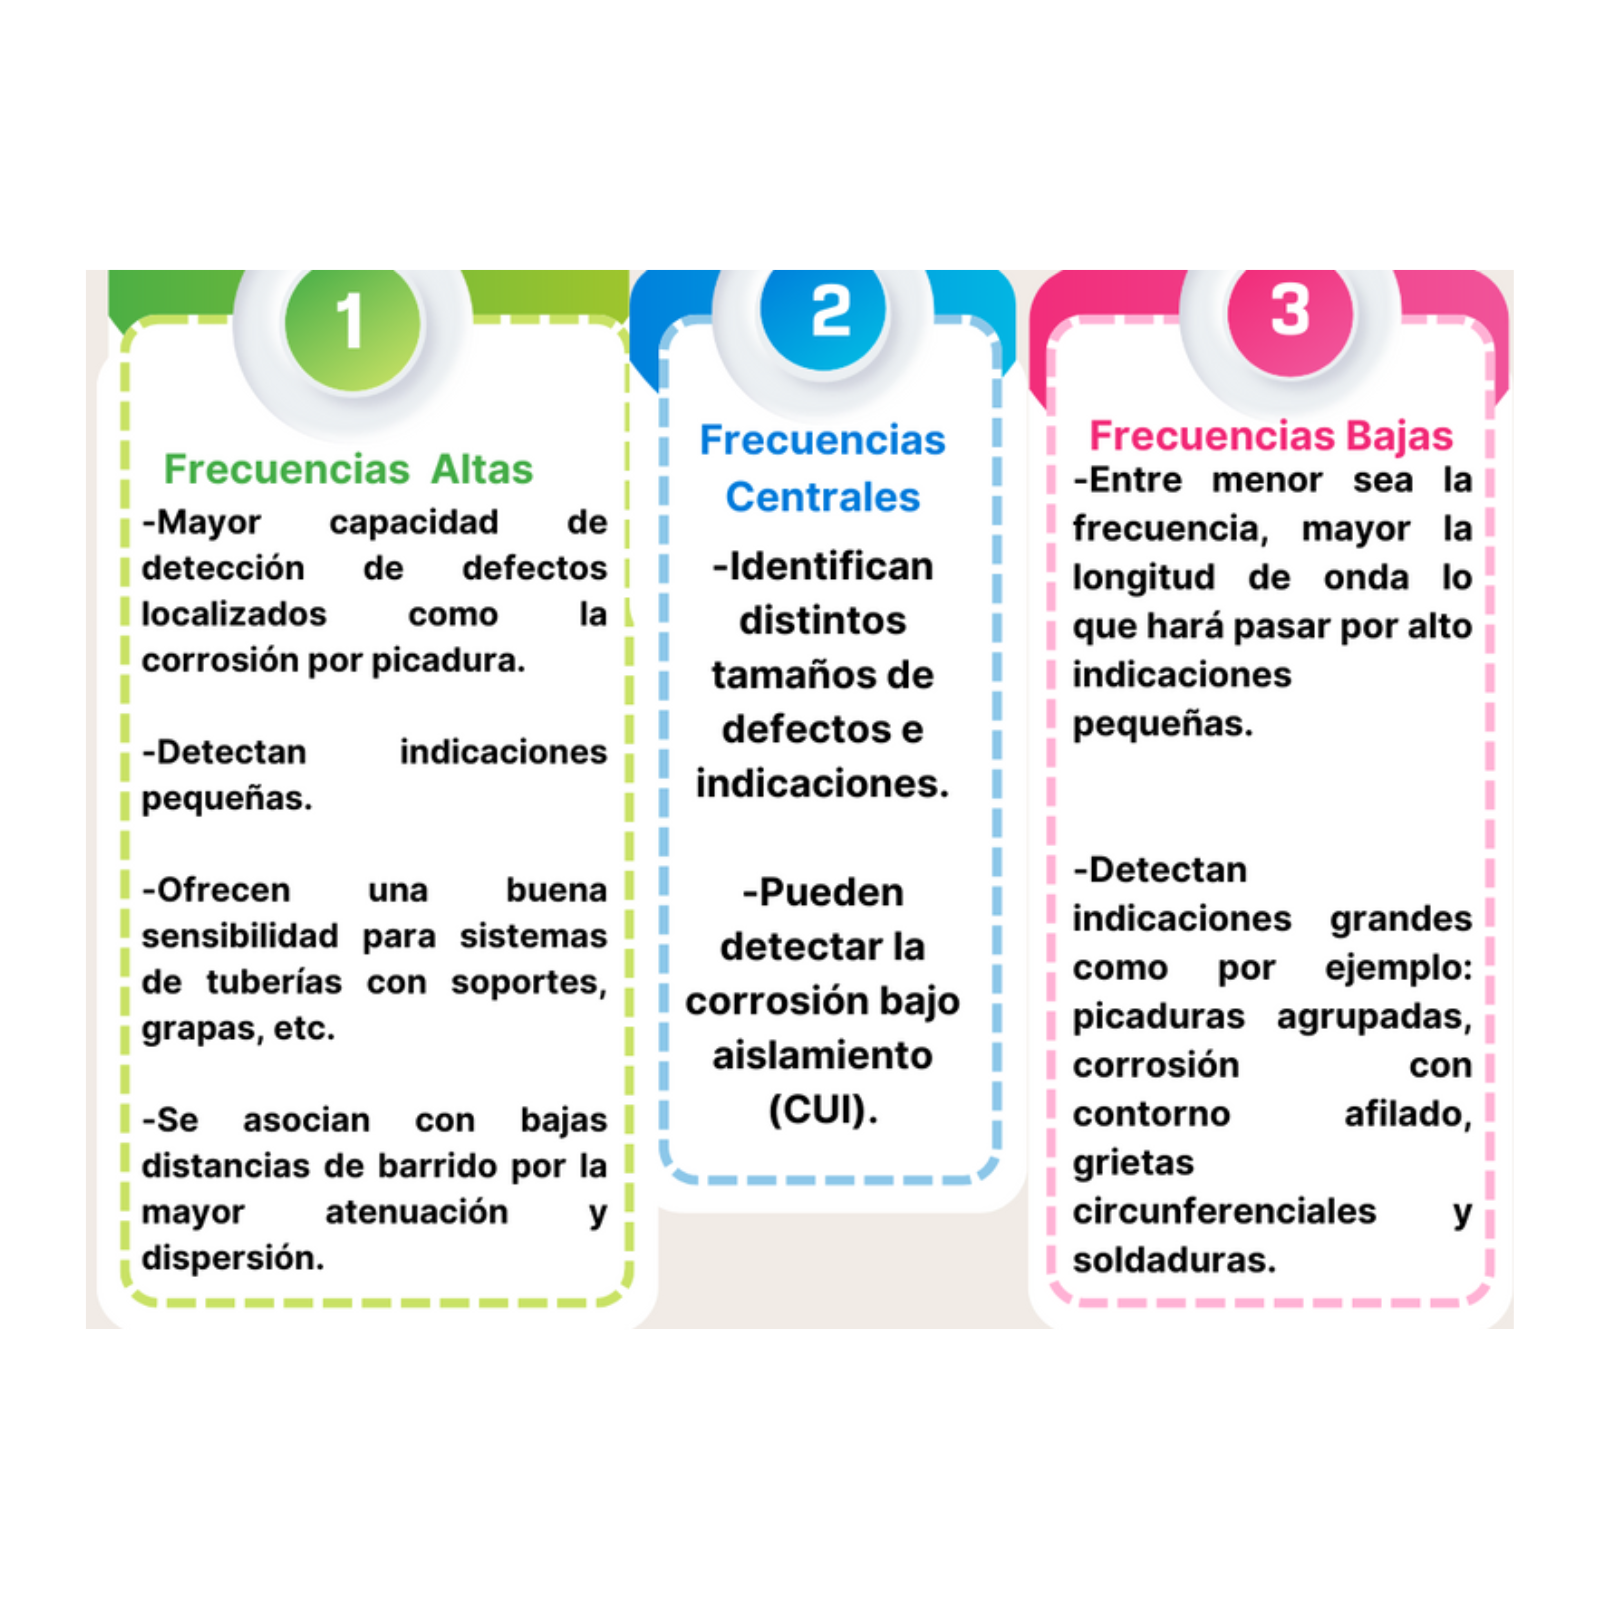 1
Frecuencias Altas
-Mayor capacidad de
detección de defectos
localizados como la
corrosión por picadura.
-Detectan indicaciones
pequeñas.
-Ofrecen una buena
sensibilidad para sistemas
de tuberías con soportes,
grapas, etc.
-Se asocian con bajas
distancias de barrido por la
mayor atenuación y
dispersión.
2
Frecuencias
Centrales
-Identifican
distintos
tamaños de
defectos e
indicaciones.
-Pueden
detectar la
corrosión bajo
aislamiento
(CUI).
3
Frecuencias Bajas
-Entre menor sea la
frecuencia, mayor la
longitud de onda lo
que hará pasar por alto
indicaciones
pequeñas.
-Detectan
indicaciones grandes
como por ejemplo:
picaduras agrupadas,
corrosión con
contorno afilado,
grietas
circunferenciales y
soldaduras.